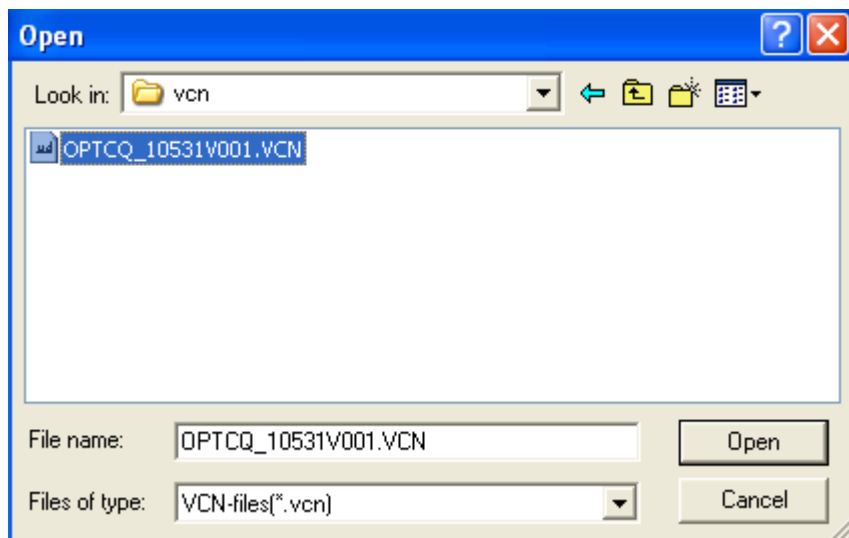 Open
Look in: vcn
OPTCQ_10531V001.VCN
File name: OPTCQ_10531V001.VCN Open
Files of type: VCN-files(*.vcn) Cancel